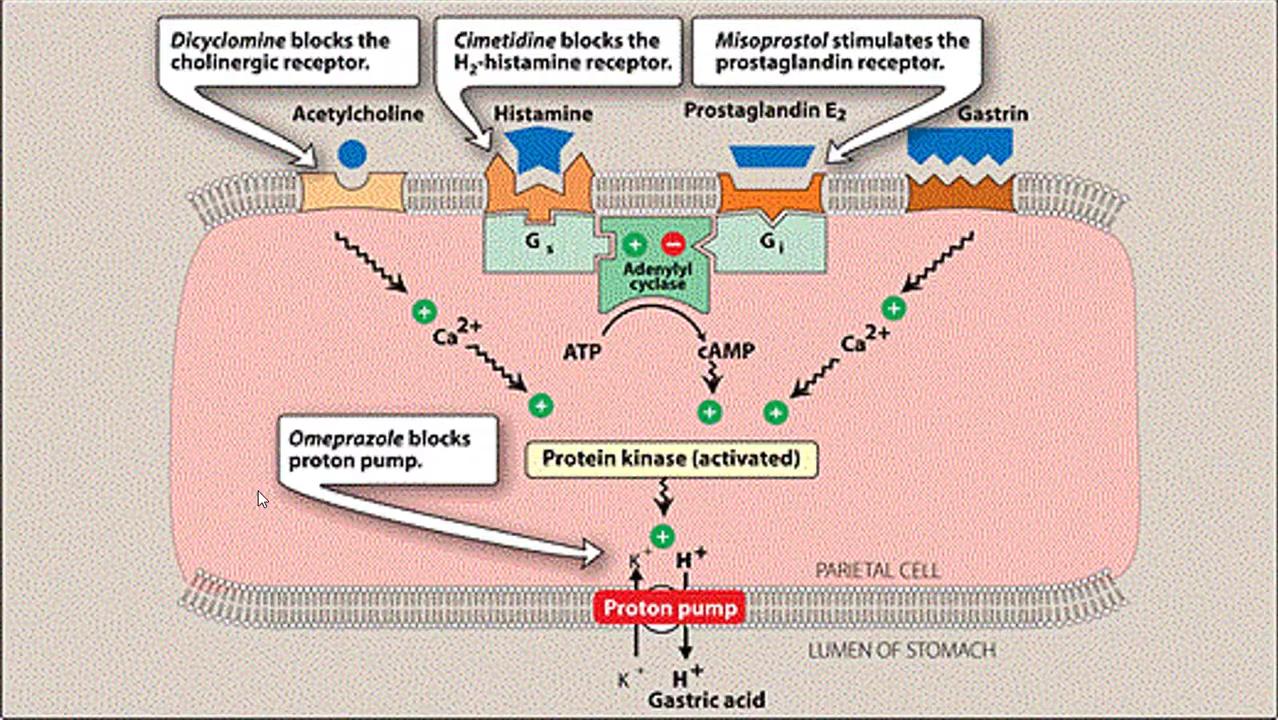 Dicyclomine blocks the
cholinergic receptor.
Cimetidine blocks the
H₂-histamine receptor.
Misoprostol stimulates the
prostaglandin receptor.
Acetylcholine
Histamine
Prostaglandin E₂
Gastrin
Gₛ
+
−
Gᵢ
Adenylyl
cyclase
+
Ca²⁺
+
Ca²⁺
ATP
cAMP
+
+
+
Omeprazole blocks
proton pump.
Protein kinase (activated)
+
K⁺
H⁺
PARIETAL CELL
Proton pump
LUMEN OF STOMACH
K⁺
H⁺
Gastric acid